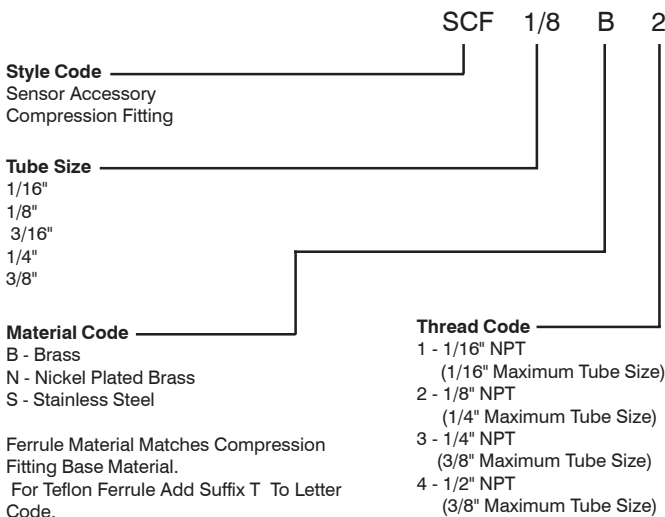 SCF 1/8 B 2
Style Code
Sensor Accessory
Compression Fitting
Tube Size
1/16"
1/8"
3/16"
1/4"
3/8"
Material Code
B - Brass
N - Nickel Plated Brass
S - Stainless Steel
Ferrule Material Matches Compression
Fitting Base Material.
For Teflon Ferrule Add Suffix T To Letter
Code.
Thread Code
1 - 1/16" NPT
(1/16" Maximum Tube Size)
2 - 1/8" NPT
(1/4" Maximum Tube Size)
3 - 1/4" NPT
(3/8" Maximum Tube Size)
4 - 1/2" NPT
(3/8" Maximum Tube Size)